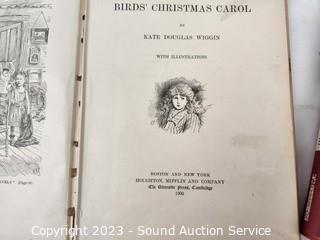 BIRDS' CHRISTMAS CAROL
BY
KATE DOUGLAS WIGGIN
WITH ILLUSTRATIONS
BOSTON AND NEW YORK
HOUGHTON, MIFFLIN AND COMPANY
The Riverside Press, Cambridge
Copyright 2023 - Sound Auction Service